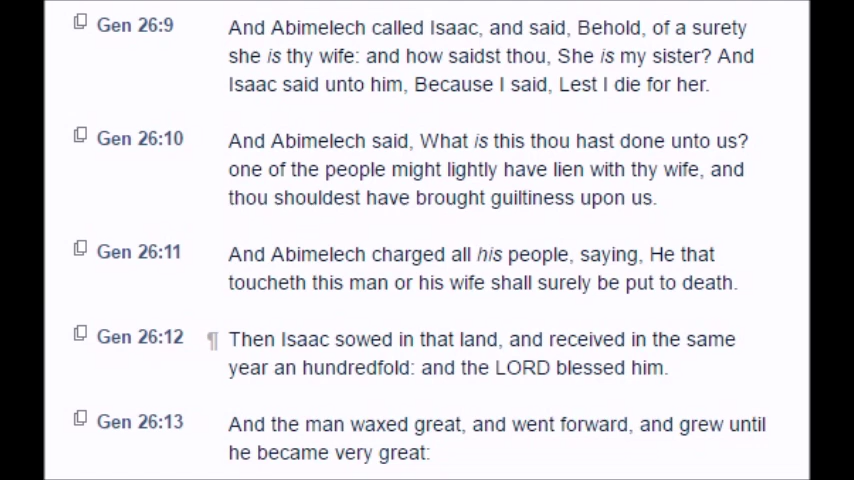 Gen 26:9 And Abimelech called Isaac, and said, Behold, of a surety
she is thy wife: and how saidst thou, She is my sister? And
Isaac said unto him, Because I said, Lest I die for her.
Gen 26:10 And Abimelech said, What is this thou hast done unto us?
one of the people might lightly have lien with thy wife, and
thou shouldest have brought guiltiness upon us.
Gen 26:11 And Abimelech charged all his people, saying, He that
toucheth this man or his wife shall surely be put to death.
Gen 26:12 ¶ Then Isaac sowed in that land, and received in the same
year an hundredfold: and the LORD blessed him.
Gen 26:13 And the man waxed great, and went forward, and grew until
he became very great: